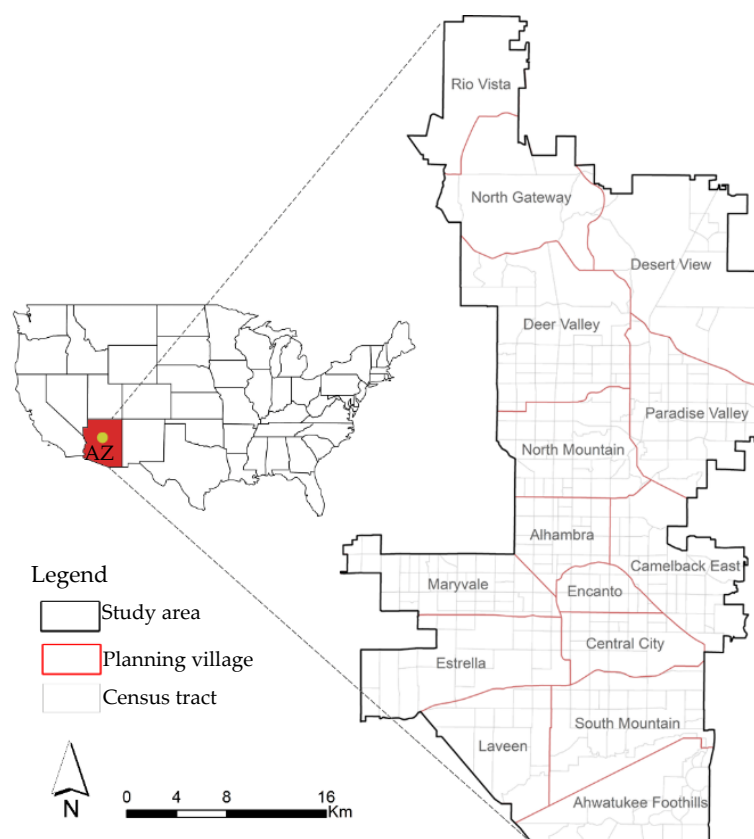 Rio Vista
North Gateway
Desert View
Deer Valley
Paradise Valley
North Mountain
AZ
Alhambra
Camelback East
Maryvale
Encanto
Central City
Estrella
South Mountain
Laveen
Ahwatukee Foothills
Legend
Study area
Planning village
Census tract
N
0 4 8 16
Km